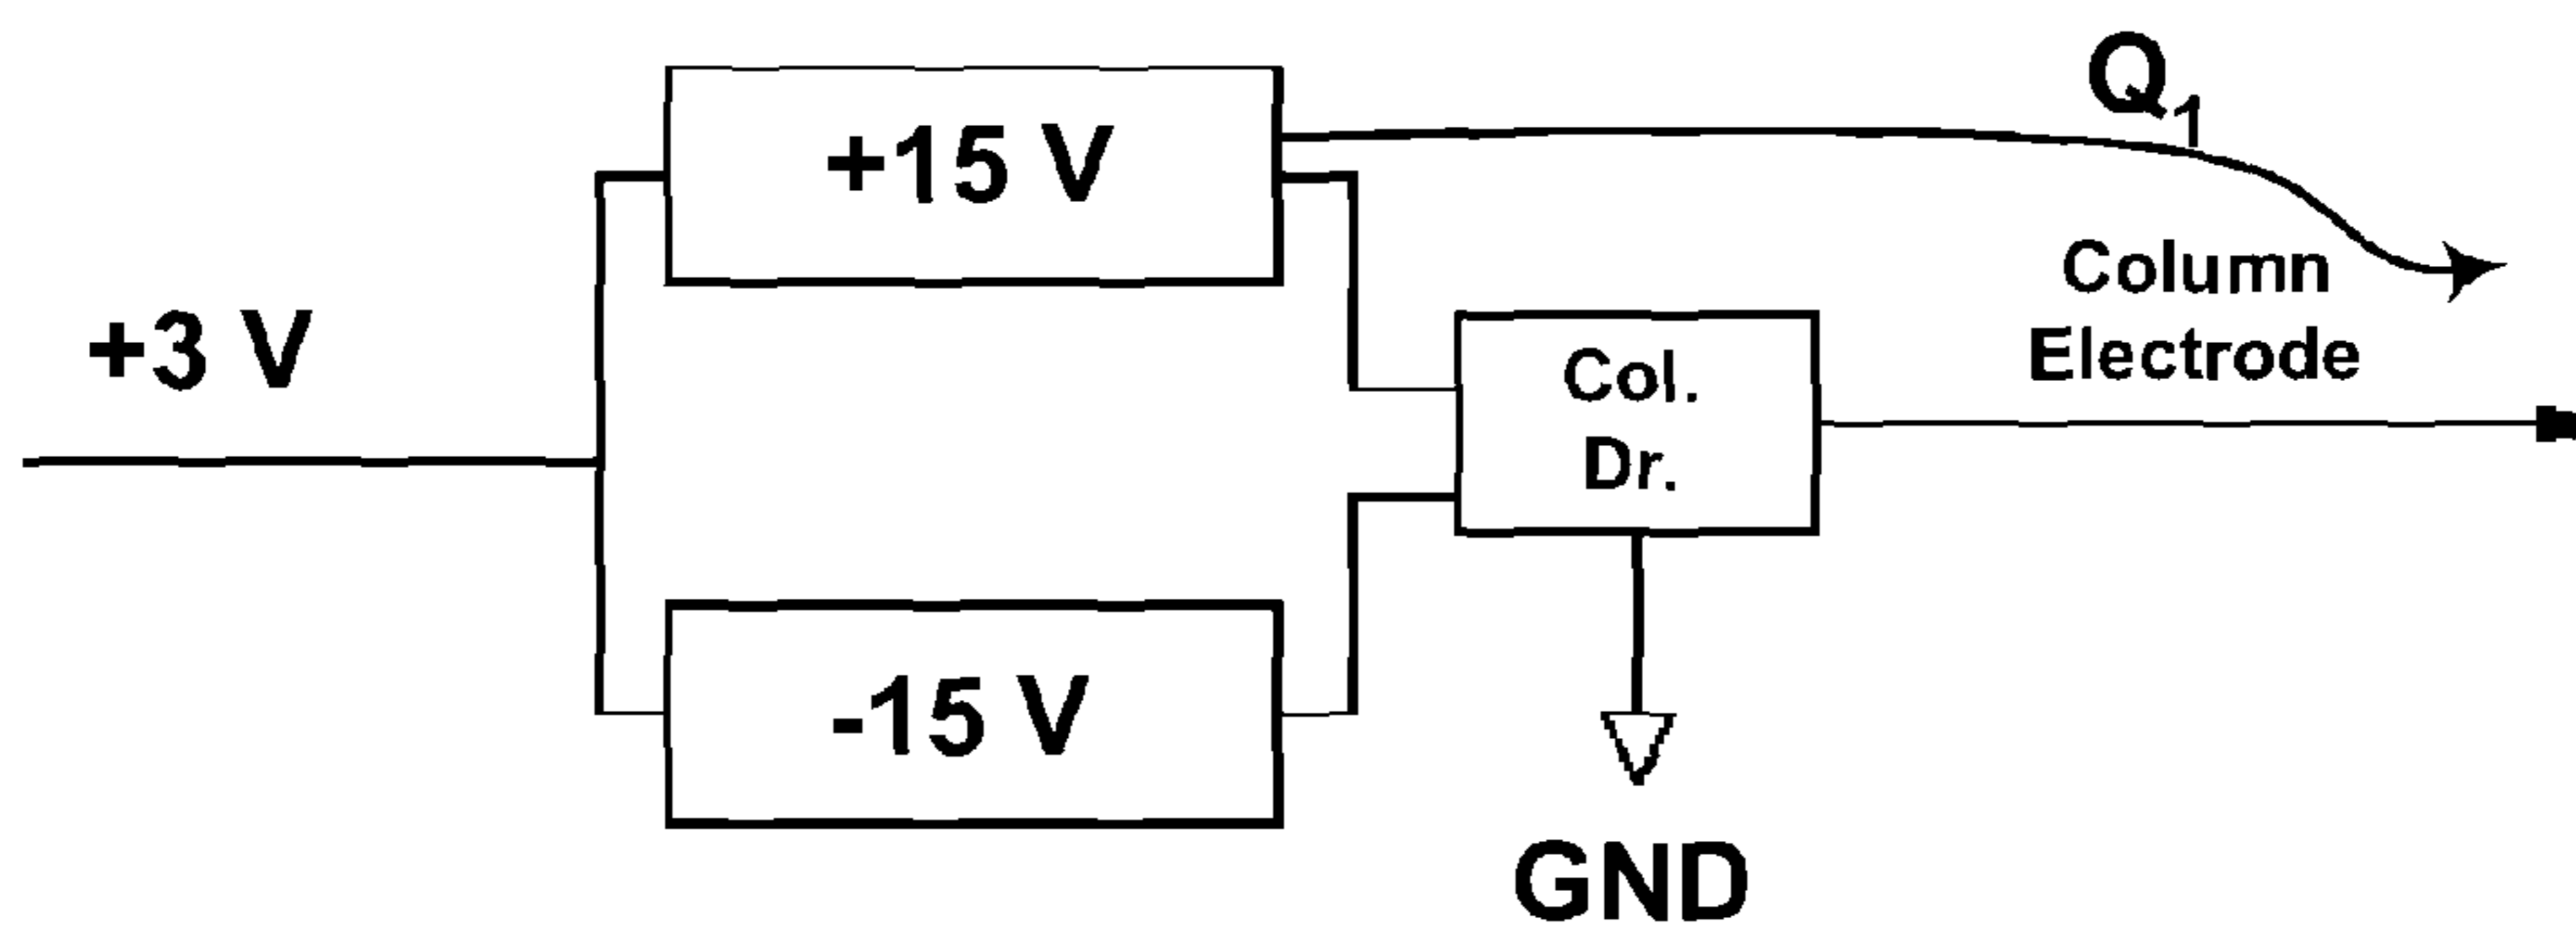 Q1
+15 V
+3 V
Column
Electrode
Col.
Dr.
-15 V
GND